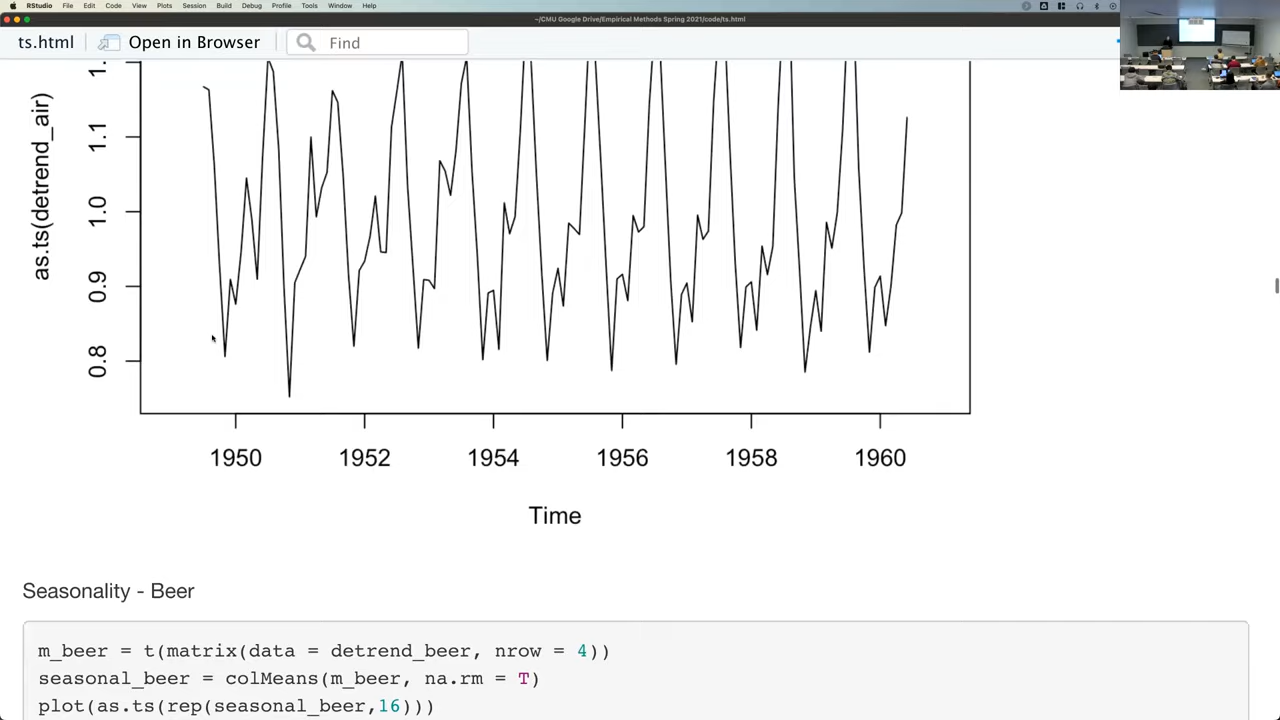 RStudio File Edit Code View Plots Session Build Debug Profile Tools Window Help
~/CMU Google Drive/Empirical Methods Spring 2021/code/ts.html
ts.html Open in Browser Find
as.ts(detrend_air)
1.
1.1
1.0
0.9
0.8
1950 1952 1954 1956 1958 1960
Time
Seasonality - Beer
m_beer = t(matrix(data = detrend_beer, nrow = 4))
seasonal_beer = colMeans(m_beer, na.rm = T)
plot(as.ts(rep(seasonal_beer,16)))